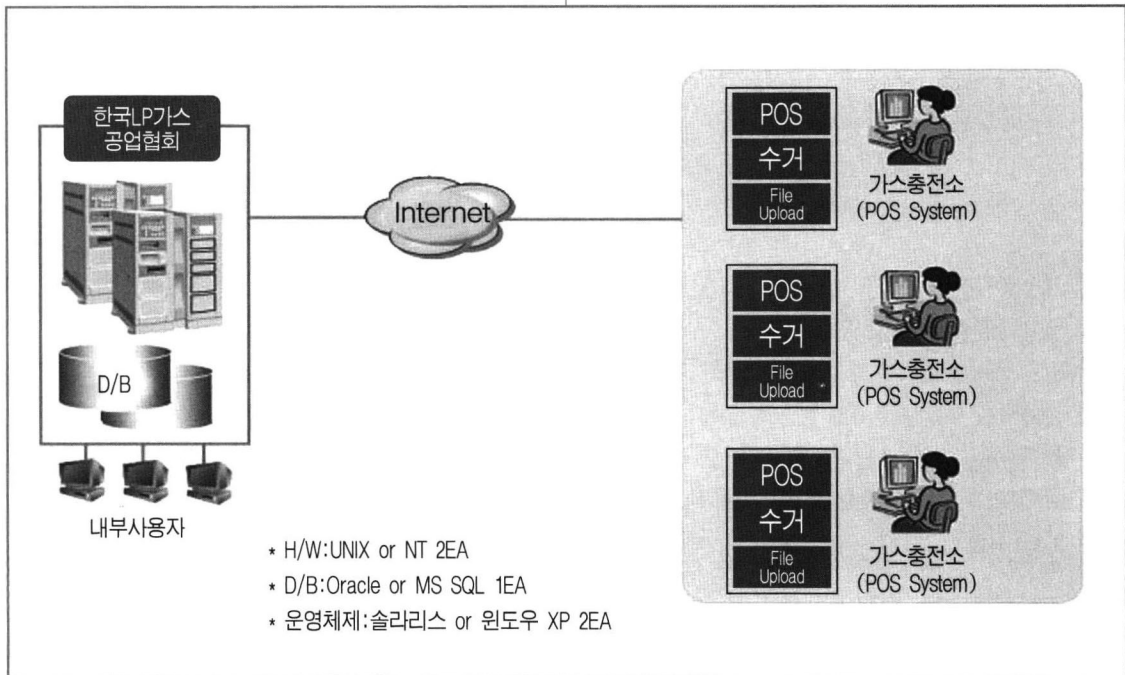 한국LP가스
공업협회
D/B
내부사용자
Internet
POS
수거
File
Upload
가스충전소
(POS System)
POS
수거
File
Upload
가스충전소
(POS System)
POS
수거
File
Upload
가스충전소
(POS System)
* H/W:UNIX or NT 2EA
* D/B:Oracle or MS SQL 1EA
* 운영체제:솔라리스 or 윈도우 XP 2EA